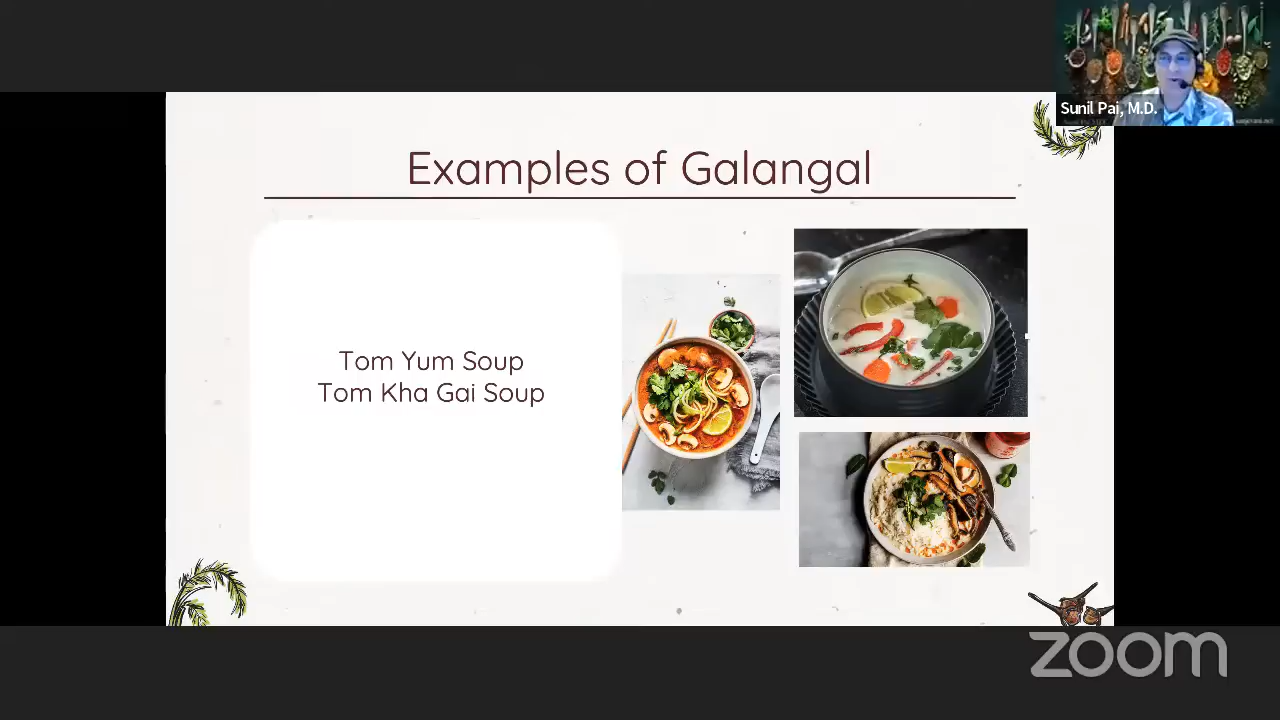 Sunil Pai, M.D.
Examples of Galangal
Tom Yum Soup
Tom Kha Gai Soup
zoom